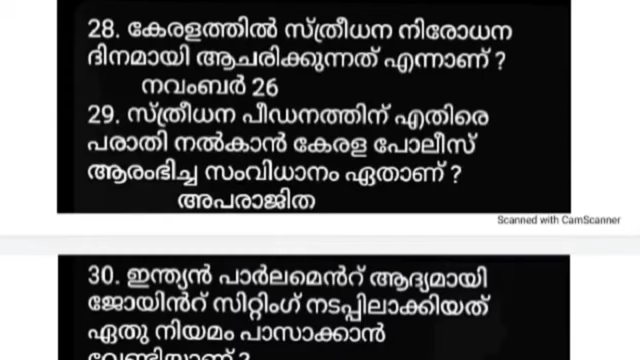 28. കേരളത്തിൽ സ്ത്രീധന നിരോധന
ദിനമായി ആചരിക്കുന്നത് എന്നാണ് ?
നവംബർ 26
29. സ്ത്രീധന പീഡനത്തിന് എതിരെ
പരാതി നൽകാൻ കേരള പോലീസ്
ആരംഭിച്ച സംവിധാനം ഏതാണ് ?
അപരാജിത
Scanned with CamScanner
30. ഇന്ത്യൻ പാർലമെൻറ് ആദ്യമായി
ജോയിൻറ് സിറ്റിംഗ് നടപ്പിലാക്കിയത്
ഏതു നിയമം പാസാക്കാൻ
വേണ്ടിയാണ് ?